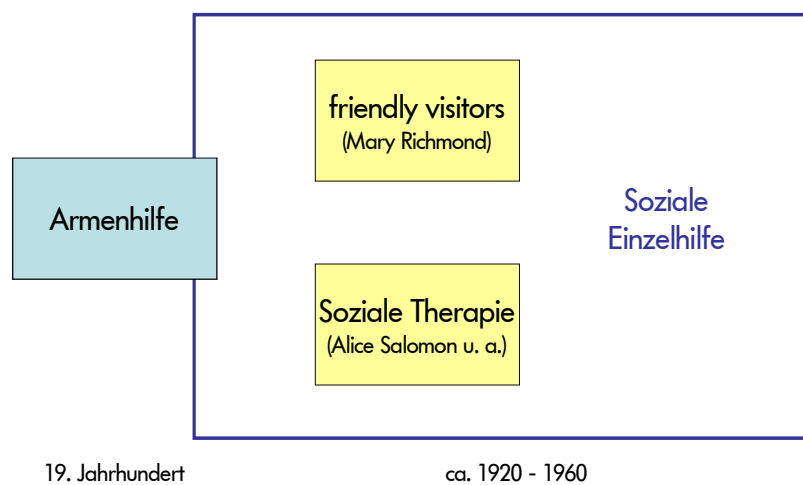 friendly visitors
(Mary Richmond)
Armenhilfe
Soziale
Einzelhilfe
Soziale Therapie
(Alice Salomon u. a.)
19. Jahrhundert
ca. 1920 - 1960